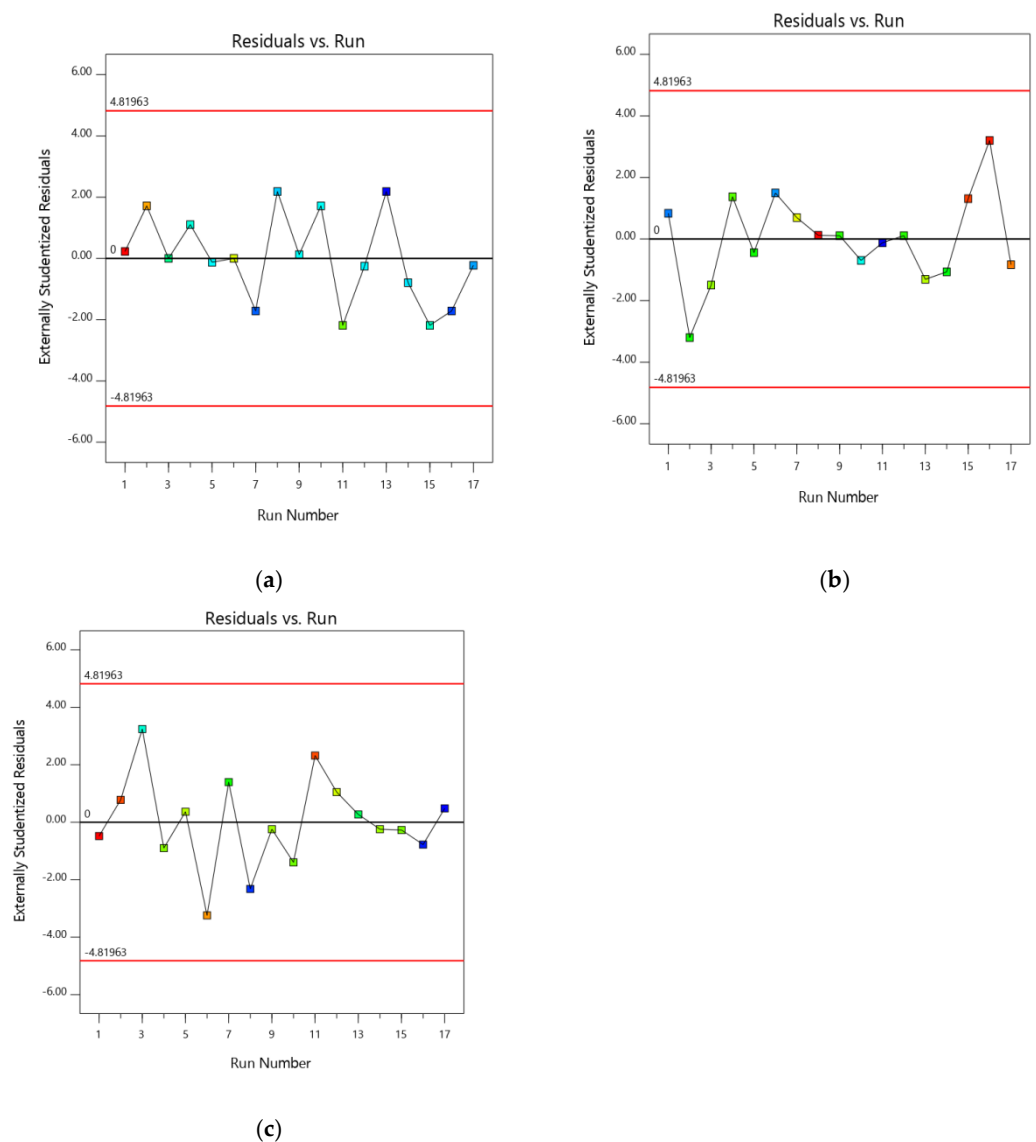 Residuals vs. Run
Externally Studentized Residuals
6.00
4.81963
4.00
2.00
0
0.00
-2.00
-4.00
-4.81963
-6.00
1 3 5 7 9 11 13 15 17
Run Number
(a)
Residuals vs. Run
Externally Studentized Residuals
6.00
4.81963
4.00
2.00
0
0.00
-2.00
-4.00
-4.81963
-6.00
1 3 5 7 9 11 13 15 17
Run Number
(b)
Residuals vs. Run
Externally Studentized Residuals
6.00
4.81963
4.00
2.00
0
0.00
-2.00
-4.00
-4.81963
-6.00
1 3 5 7 9 11 13 15 17
Run Number
(c)